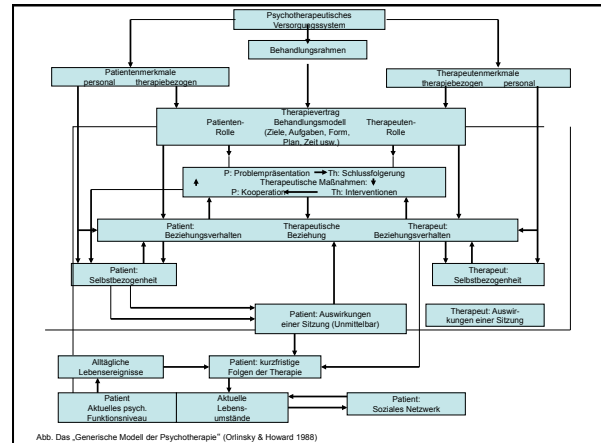 Psychotherapeutisches
Versorgungssystem
Behandlungsrahmen
Patientenmerkmale
personal therapiebezogen
Therapeutenmerkmale
therapiebezogen personal
Therapievertrag
Patienten-
Rolle
Behandlungsmodell
(Ziele, Aufgaben, Form,
Plan, Zeit usw.)
Therapeuten-
Rolle
P: Problempräsentation Th: Schlussfolgerung
Therapeutische Maßnahmen:
P: Kooperation Th: Interventionen
Patient:
Beziehungsverhalten
Therapeutische
Beziehung
Therapeut:
Beziehungsverhalten
Patient:
Selbstbezogenheit
Therapeut:
Selbstbezogenheit
Patient: Auswirkungen
einer Sitzung (Unmittelbar)
Therapeut: Auswir-
kungen einer Sitzung
Alltägliche
Lebensereignisse
Patient: kurzfristige
Folgen der Therapie
Patient
Aktuelles psych.
Funktionsniveau
Aktuelle
Lebens-
umstände
Patient:
Soziales Netzwerk
Abb. Das „Generische Modell der Psychotherapie“ (Orlinsky & Howard 1988)